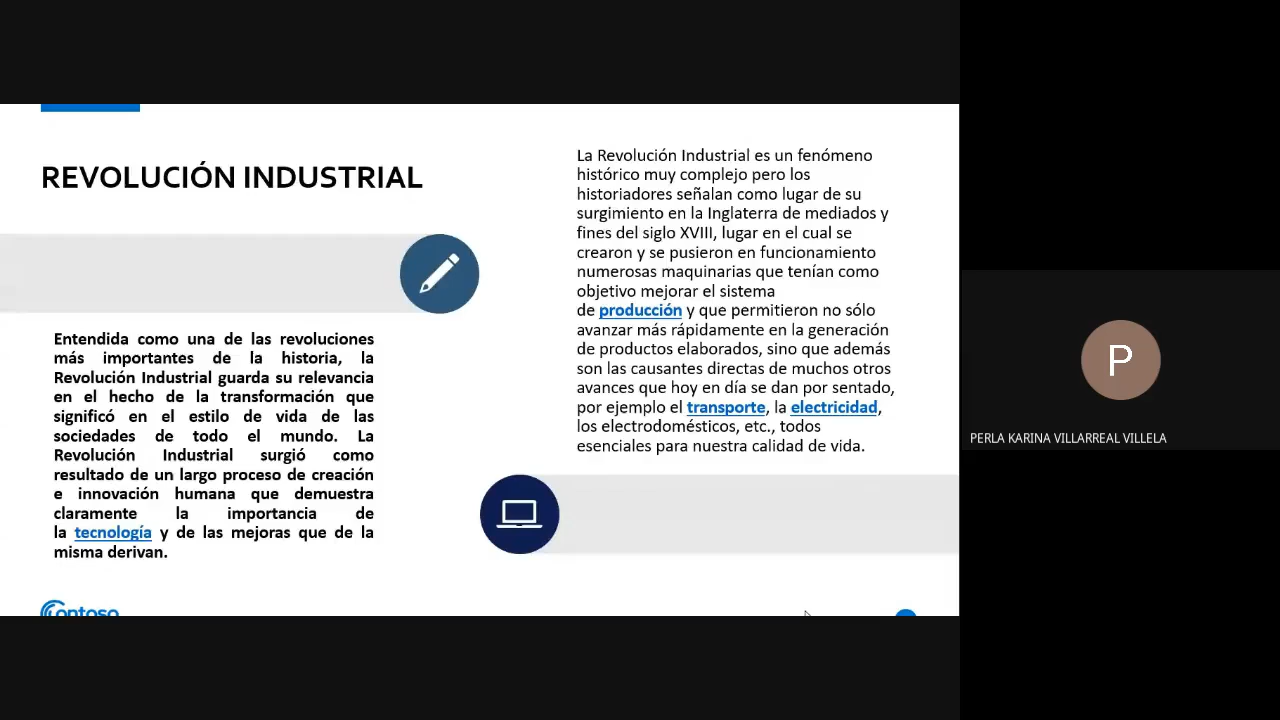 REVOLUCIÓN INDUSTRIAL
Entendida como una de las revoluciones
más importantes de la historia, la
Revolución Industrial guarda su relevancia
en el hecho de la transformación que
significó en el estilo de vida de las
sociedades de todo el mundo. La
Revolución Industrial surgió como
resultado de un largo proceso de creación
e innovación humana que demuestra
claramente la importancia de
la tecnología y de las mejoras que de la
misma derivan.
La Revolución Industrial es un fenómeno
histórico muy complejo pero los
historiadores señalan como lugar de su
surgimiento en la Inglaterra de mediados y
fines del siglo XVIII, lugar en el cual se
crearon y se pusieron en funcionamiento
numerosas maquinarias que tenían como
objetivo mejorar el sistema
de producción y que permitieron no sólo
avanzar más rápidamente en la generación
de productos elaborados, sino que además
son las causantes directas de muchos otros
avances que hoy en día se dan por sentado,
por ejemplo el transporte, la electricidad,
los electrodomésticos, etc., todos
esenciales para nuestra calidad de vida.
Contoso
P
PERLA KARINA VILLARREAL VILLELA